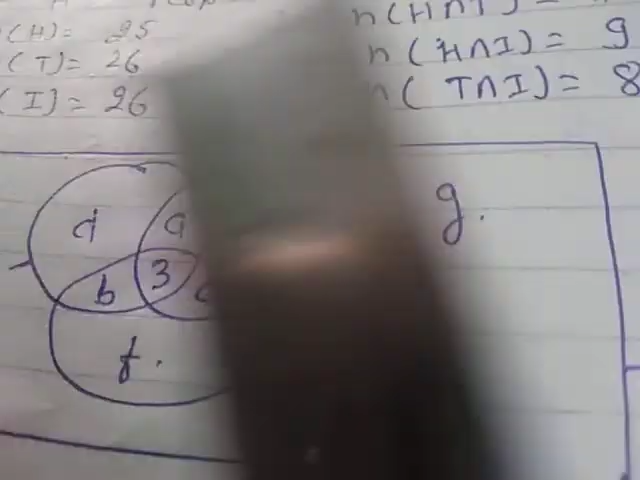 (H) = 25
(T) = 26
n(H∩I) = 9
(I) = 26
(T∩I) = 8
d a g.
b 3
f.